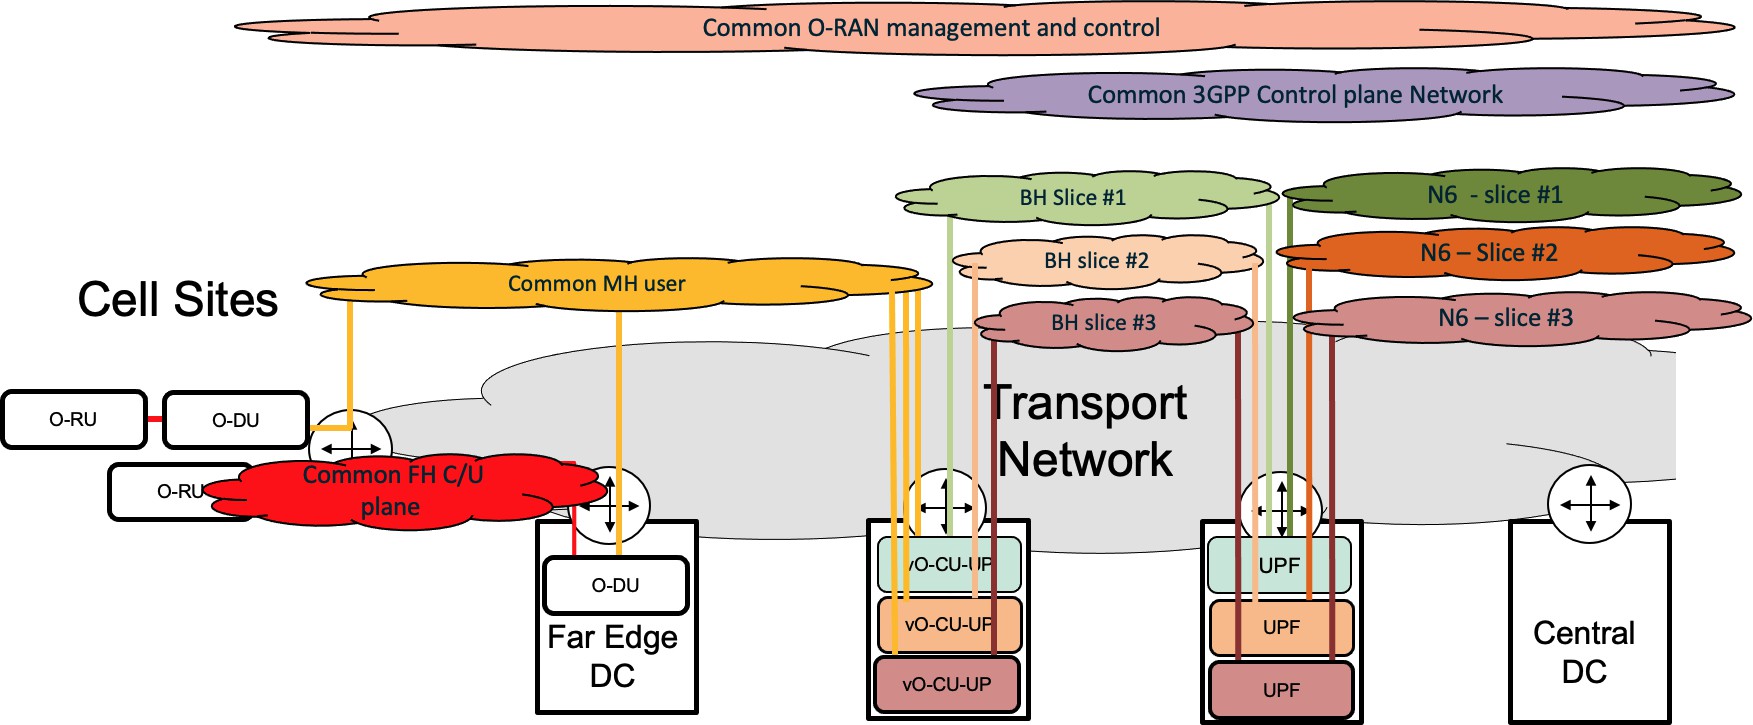 Common O-RAN management and control
Common 3GPP Control plane Network
BH Slice #1
N6 - slice #1
BH slice #2
N6 – Slice #2
Common MH user
Cell Sites
BH slice #3
N6 – slice #3
Transport
Network
O-RU
O-DU
Common FH C/U
plane
O-RU
O-DU
Far Edge
DC
vO-CU-UP
vO-CU-UP
vO-CU-UP
UPF
UPF
UPF
Central
DC